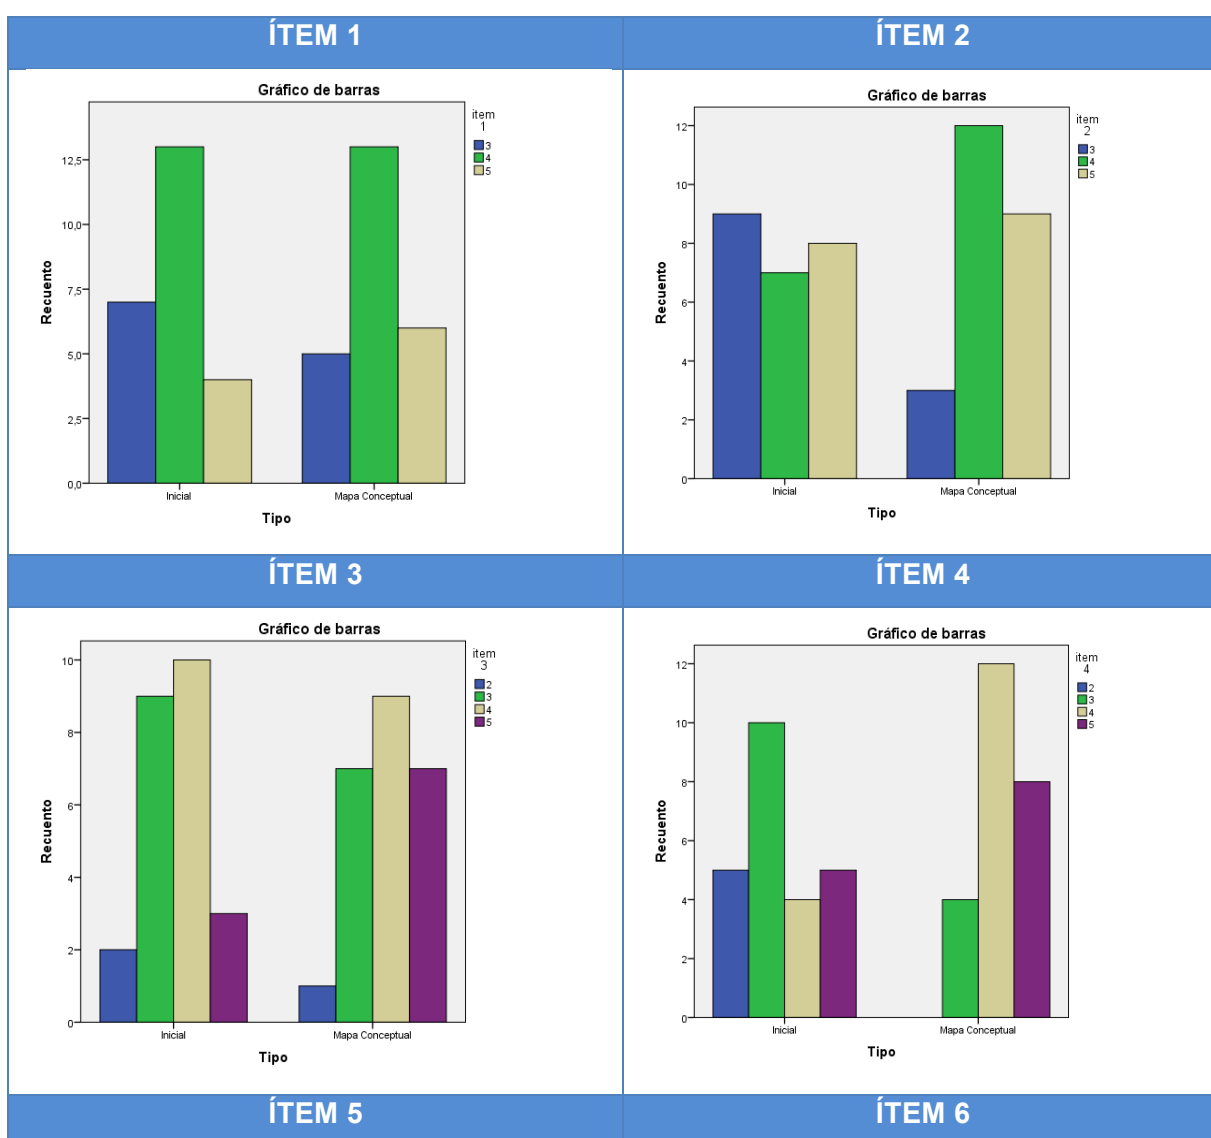 ÍTEM 1
ÍTEM 2
Gráfico de barras
item
1
3
4
5
12,5
10,0
7,5
5,0
2,5
0,0
Recuento
Inicial
Mapa Conceptual
Tipo
Gráfico de barras
item
2
3
4
5
12
10
8
6
4
2
0
Recuento
Inicial
Mapa Conceptual
Tipo
ÍTEM 3
ÍTEM 4
Gráfico de barras
item
3
2
3
4
5
10
8
6
4
2
0
Recuento
Inicial
Mapa Conceptual
Tipo
Gráfico de barras
item
4
2
3
4
5
12
10
8
6
4
2
0
Recuento
Inicial
Mapa Conceptual
Tipo
ÍTEM 5
ÍTEM 6